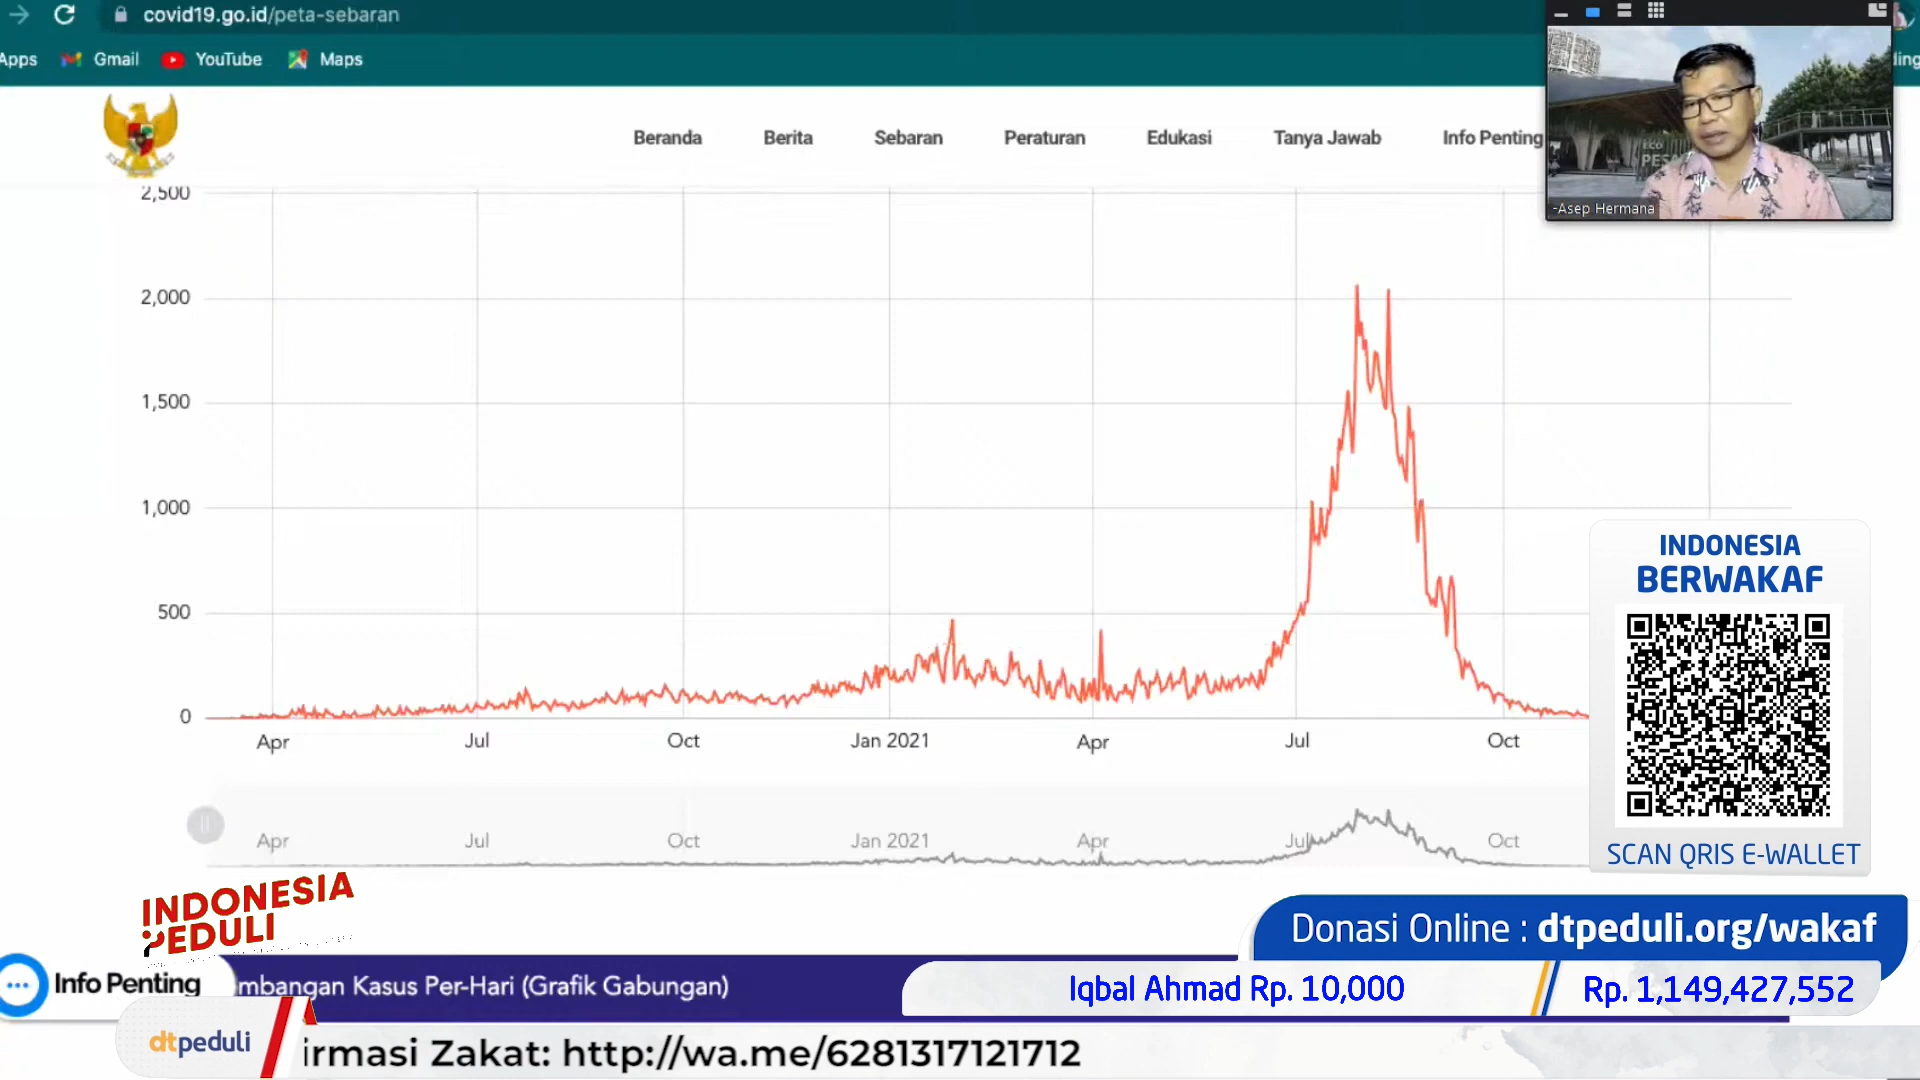 covid19.go.id/peta-sebaran
Apps Gmail YouTube Maps
Beranda Berita Sebaran Peraturan Edukasi Tanya Jawab Info Penting
-Asep Hermana
2,500
2,000
1,500
1,000
500
0
Apr Jul Oct Jan 2021 Apr Jul Oct
Apr Jul Oct Jan 2021 Apr Jul Oct
INDONESIA
BERWAKAF
SCAN QRIS E-WALLET
INDONESIA
PEDULI
Donasi Online : dtpeduli.org/wakaf
Info Penting
mbangan Kasus Per-Hari (Grafik Gabungan)
Iqbal Ahmad Rp. 10,000
Rp. 1,149,427,552
dtpeduli
irmasi Zakat: http://wa.me/6281317121712